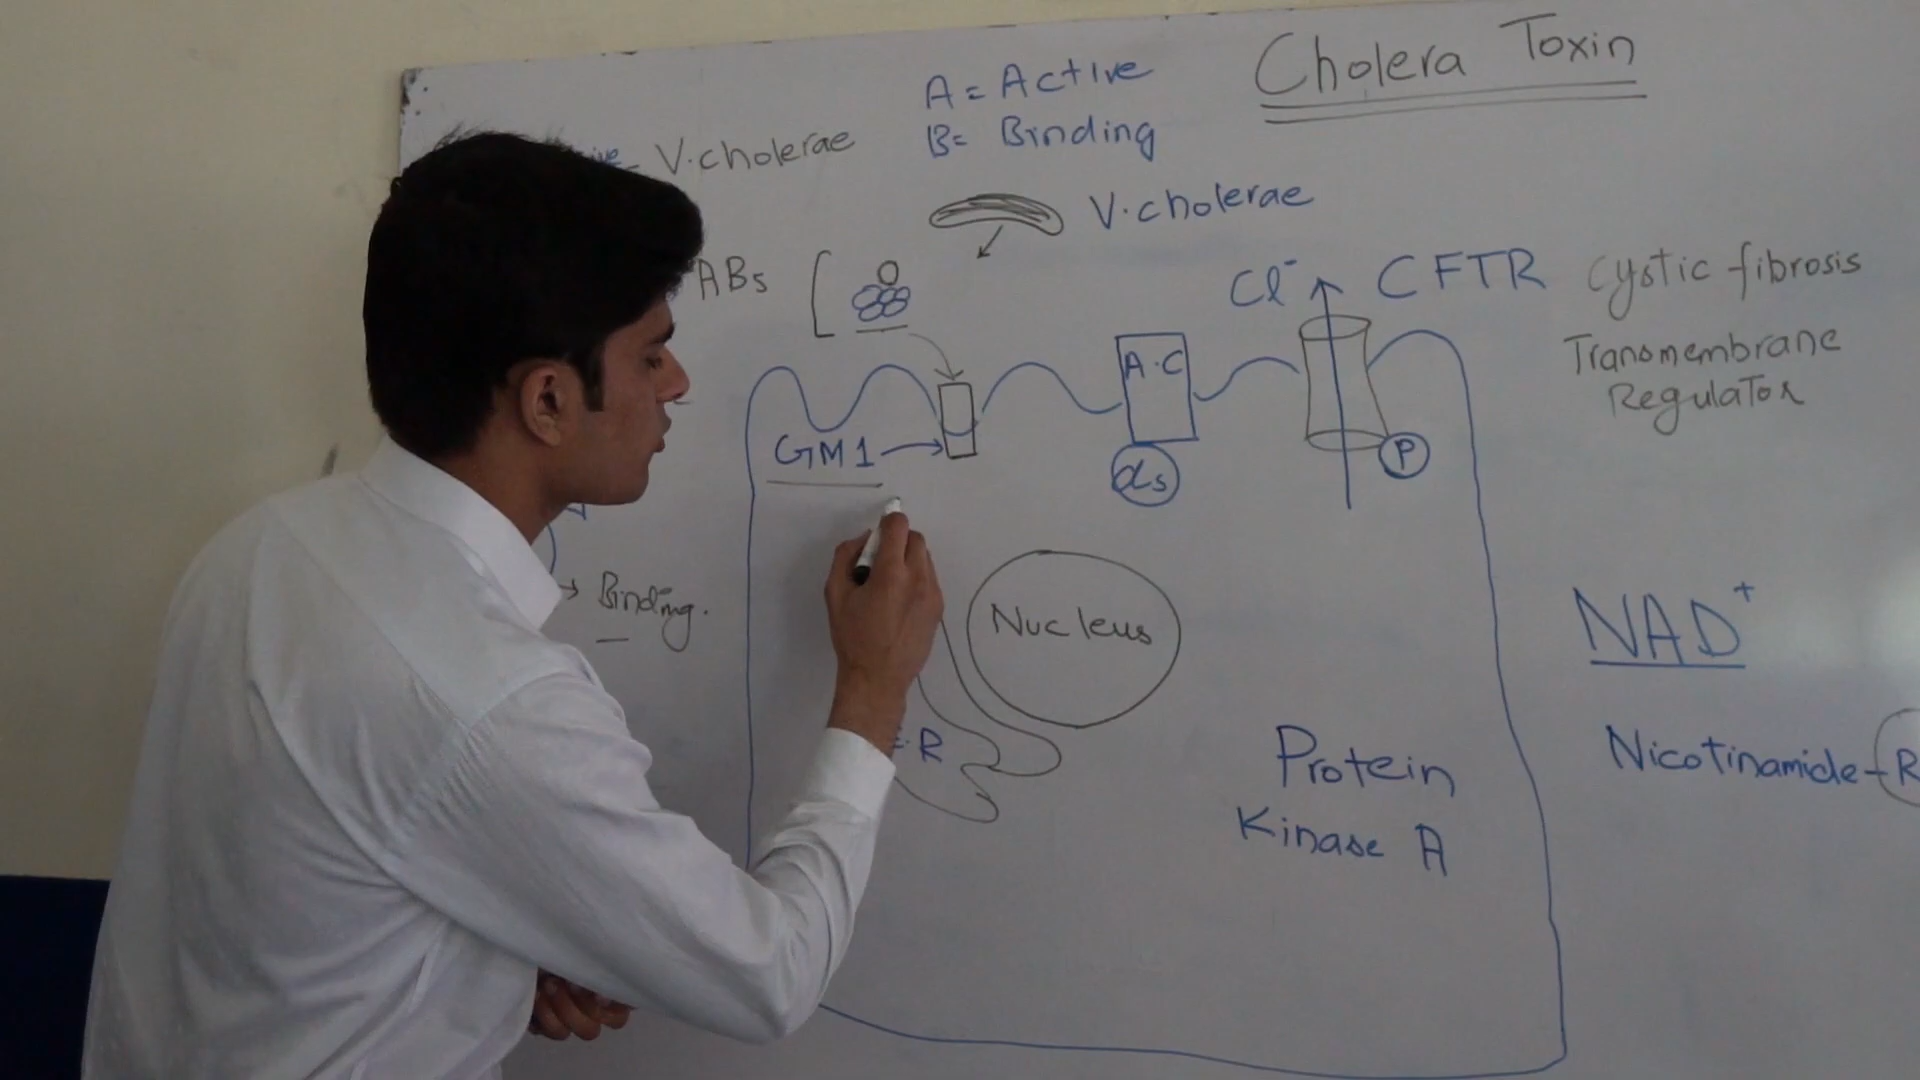 Cholera Toxin
A = Active
B = Binding
V. cholerae
V. cholerae
AB5
Cl⁻
CFTR
Cystic fibrosis
Transmembrane
Regulator
A.C
GM1
αs
P
Binding.
Nucleus
NAD⁺
E.R
Protein
Kinase A
Nicotinamide-R